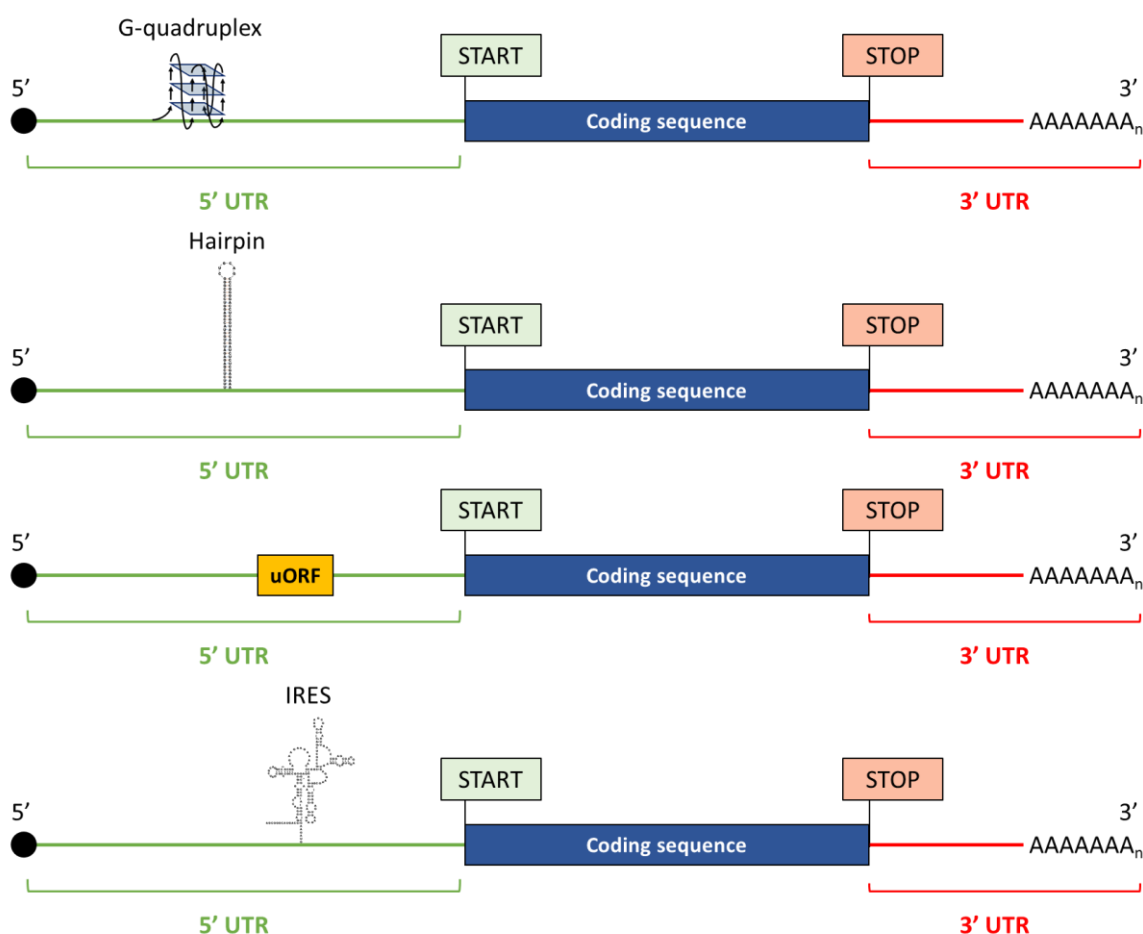 G-quadruplex
START
STOP
5’
3’
Coding sequence
AAAAAAAn
5’ UTR
3’ UTR
Hairpin
START
STOP
5’
3’
Coding sequence
AAAAAAAn
5’ UTR
3’ UTR
START
STOP
5’
3’
uORF
Coding sequence
AAAAAAAn
5’ UTR
3’ UTR
IRES
START
STOP
5’
3’
Coding sequence
AAAAAAAn
5’ UTR
3’ UTR